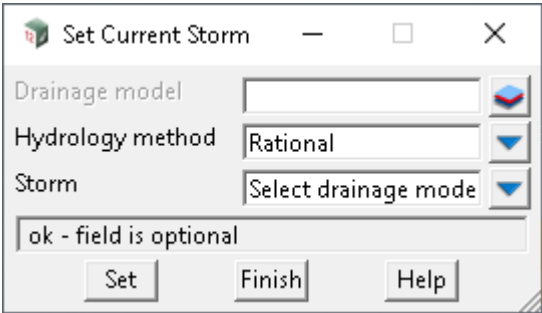 Set Current Storm
Drainage model
Hydrology method Rational
Storm Select drainage mode
ok - field is optional
Set Finish Help